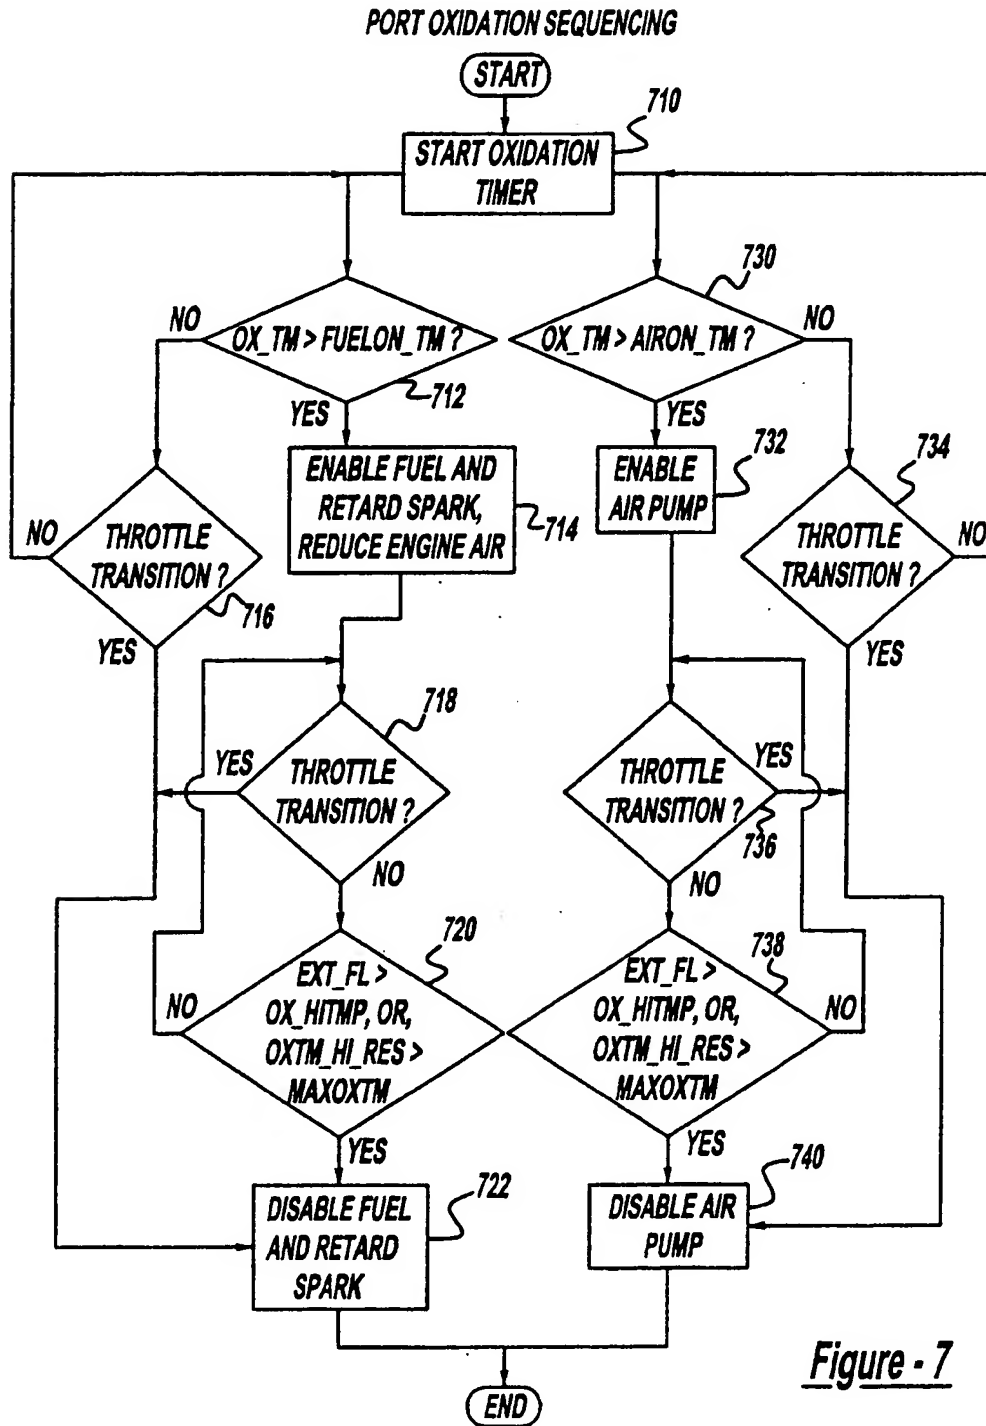 PORT OXIDATION SEQUENCING
START
710
START OXIDATION
TIMER
730
NO
OX_TM > FUELON_TM ?
712
YES
OX_TM > AIRON_TM ?
NO
YES
ENABLE FUEL AND
RETARD SPARK,
REDUCE ENGINE AIR
714
ENABLE
AIR PUMP
732
734
NO
THROTTLE
TRANSITION ?
716
YES
THROTTLE
TRANSITION ?
NO
YES
718
YES
THROTTLE
TRANSITION ?
NO
THROTTLE
TRANSITION ?
YES
736
NO
720
NO
EXT_FL >
OX_HITMP, OR,
OXTM_HI_RES >
MAXOXTM
YES
738
EXT_FL >
OX_HITMP, OR,
OXTM_HI_RES >
MAXOXTM
NO
YES
DISABLE FUEL
AND RETARD
SPARK
722
DISABLE AIR
PUMP
740
END
Figure - 7